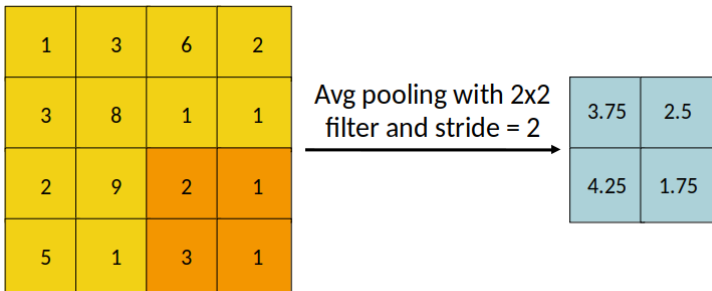 1 3 6 2
3 8 1 1
2 9 2 1
5 1 3 1
Avg pooling with 2x2
filter and stride = 2
3.75 2.5
4.25 1.75